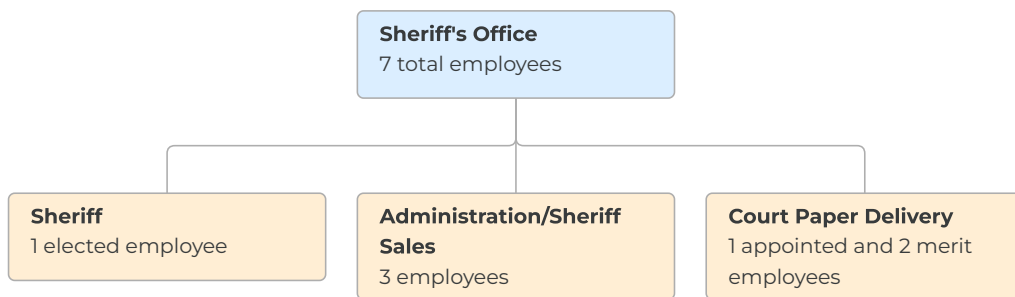 Sheriff's Office
7 total employees
Sheriff
1 elected employee
Administration/Sheriff
Sales
3 employees
Court Paper Delivery
1 appointed and 2 merit
employees